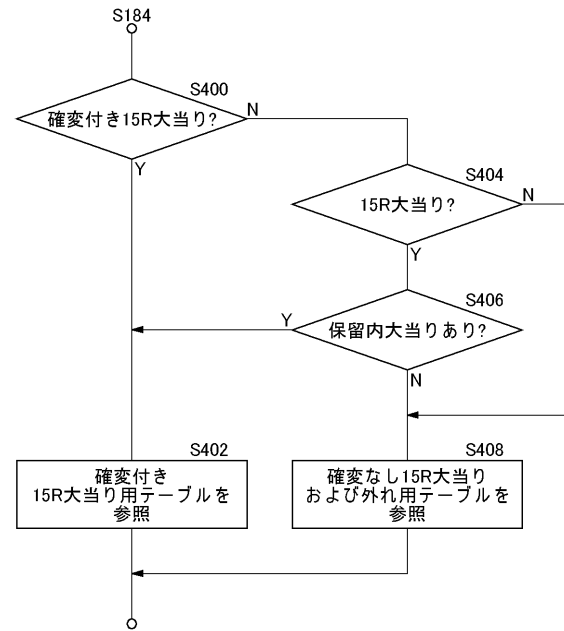 S184
S400
確変付き15R大当り?
N
Y
S404
15R大当り?
N
Y
S406
保留内大当りあり?
Y
N
S402
確変付き
15R大当り用テーブルを
参照
S408
確変なし15R大当り
および外れ用テーブルを
参照